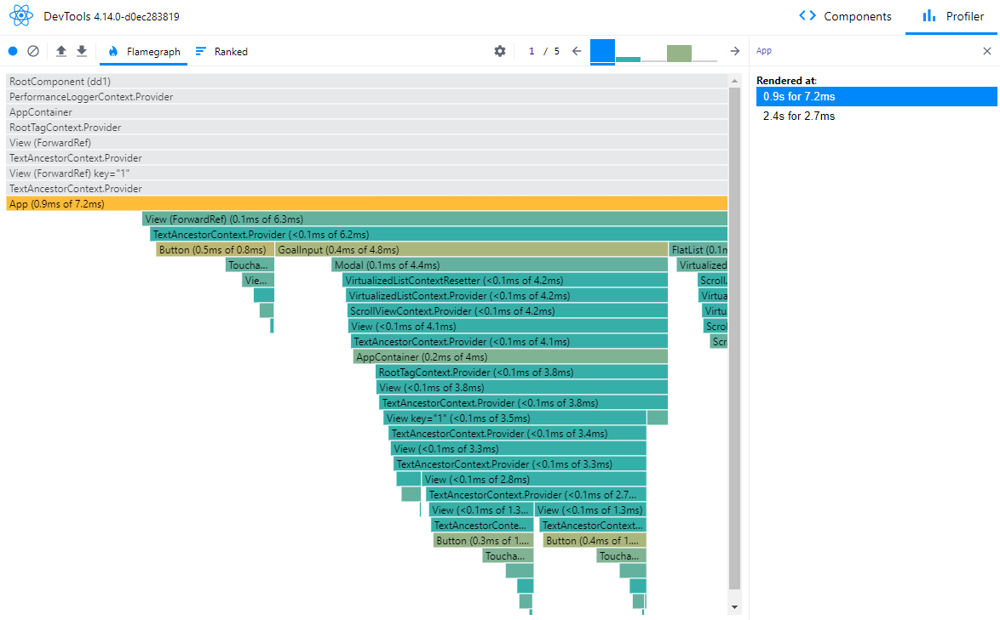 DevTools 4.14.0-d0ec283819
Components
Profiler
Flamegraph
Ranked
1 / 5
App
RootComponent (dd1)
PerformanceLoggerContext.Provider
AppContainer
RootTagContext.Provider
View (ForwardRef)
TextAncestorContext.Provider
View (ForwardRef) key="1"
TextAncestorContext.Provider
App (0.9ms of 7.2ms)
View (ForwardRef) (0.1ms of 6.3ms)
TextAncestorContext.Provider (<0.1ms of 6.2ms)
Button (0.5ms of 0.8ms) GoalInput (0.4ms of 4.8ms) FlatList (0.1m
Toucha... Modal (0.1ms of 4.4ms) Virtualized
Vie... VirtualizedListContextResetter (<0.1ms of 4.2ms) Scroll
VirtualizedListContext.Provider (<0.1ms of 4.2ms) Virtua
ScrollViewContext.Provider (<0.1ms of 4.2ms) Virtu
View (<0.1ms of 4.1ms) Scrol
TextAncestorContext.Provider (<0.1ms of 4.1ms) Scr
AppContainer (0.2ms of 4ms)
RootTagContext.Provider (<0.1ms of 3.8ms)
View (<0.1ms of 3.8ms)
TextAncestorContext.Provider (<0.1ms of 3.8ms)
View key="1" (<0.1ms of 3.5ms)
TextAncestorContext.Provider (<0.1ms of 3.4ms)
View (<0.1ms of 3.3ms)
TextAncestorContext.Provider (<0.1ms of 3.3ms)
View (<0.1ms of 2.8ms)
TextAncestorContext.Provider (<0.1ms of 2.7...
View (<0.1ms of 1.3... View (<0.1ms of 1.3ms)
TextAncestorConte... TextAncestorContext...
Button (0.3ms of 1.... Button (0.4ms of 1....
Toucha... Toucha...
Rendered at:
0.9s for 7.2ms
2.4s for 2.7ms